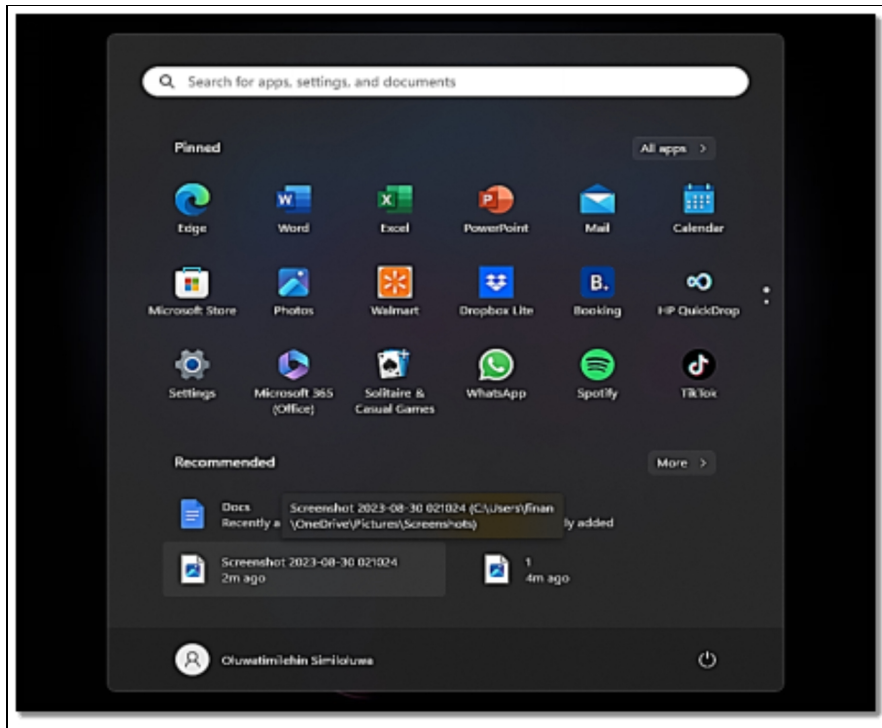 Search for apps, settings, and documents
Pinned
All apps >
Edge
Word
Excel
PowerPoint
Mail
Calendar
Microsoft Store
Photos
Walmart
Dropbox Lite
Booking
HP QuickDrop
Settings
Microsoft 365
(Office)
Solitaire &
Casual Games
WhatsApp
Spotify
TikTok
Recommended
More >
Docs
Recently a
Screenshot 2023-08-30 021024 (C:\Users\finan
\OneDrive\Pictures\Screenshots)
ly added
Screenshot 2023-08-30 021024
2m ago
1
4m ago
Oluwatimilehin Similoluwa